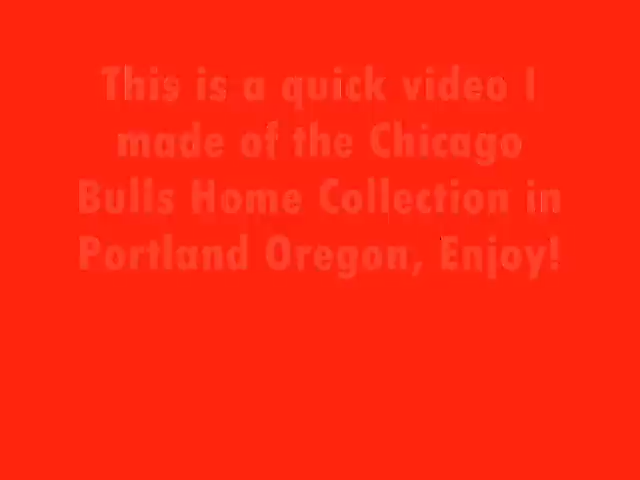 This is a quick video I
made of the Chicago
Bulls Home Collection in
Portland Oregon, Enjoy!